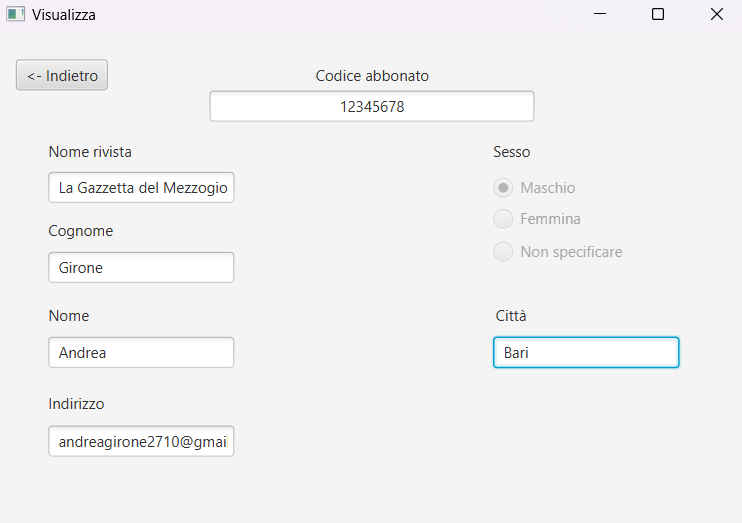 Visualizza
<- Indietro
Codice abbonato
12345678
Nome rivista
La Gazzetta del Mezzogio
Cognome
Girone
Nome
Andrea
Indirizzo
andreagirone2710@gmai
Sesso
Maschio
Femmina
Non specificare
Città
Bari